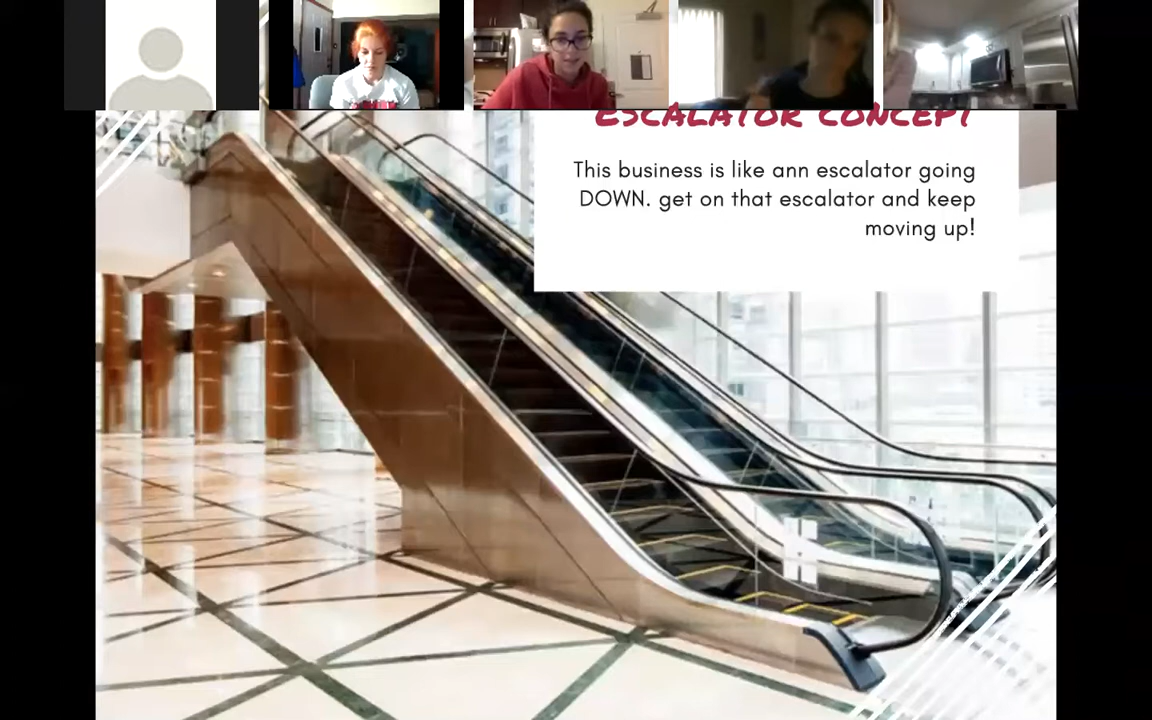 ESCALATOR CONCEPT
This business is like ann escalator going
DOWN. get on that escalator and keep
moving up!